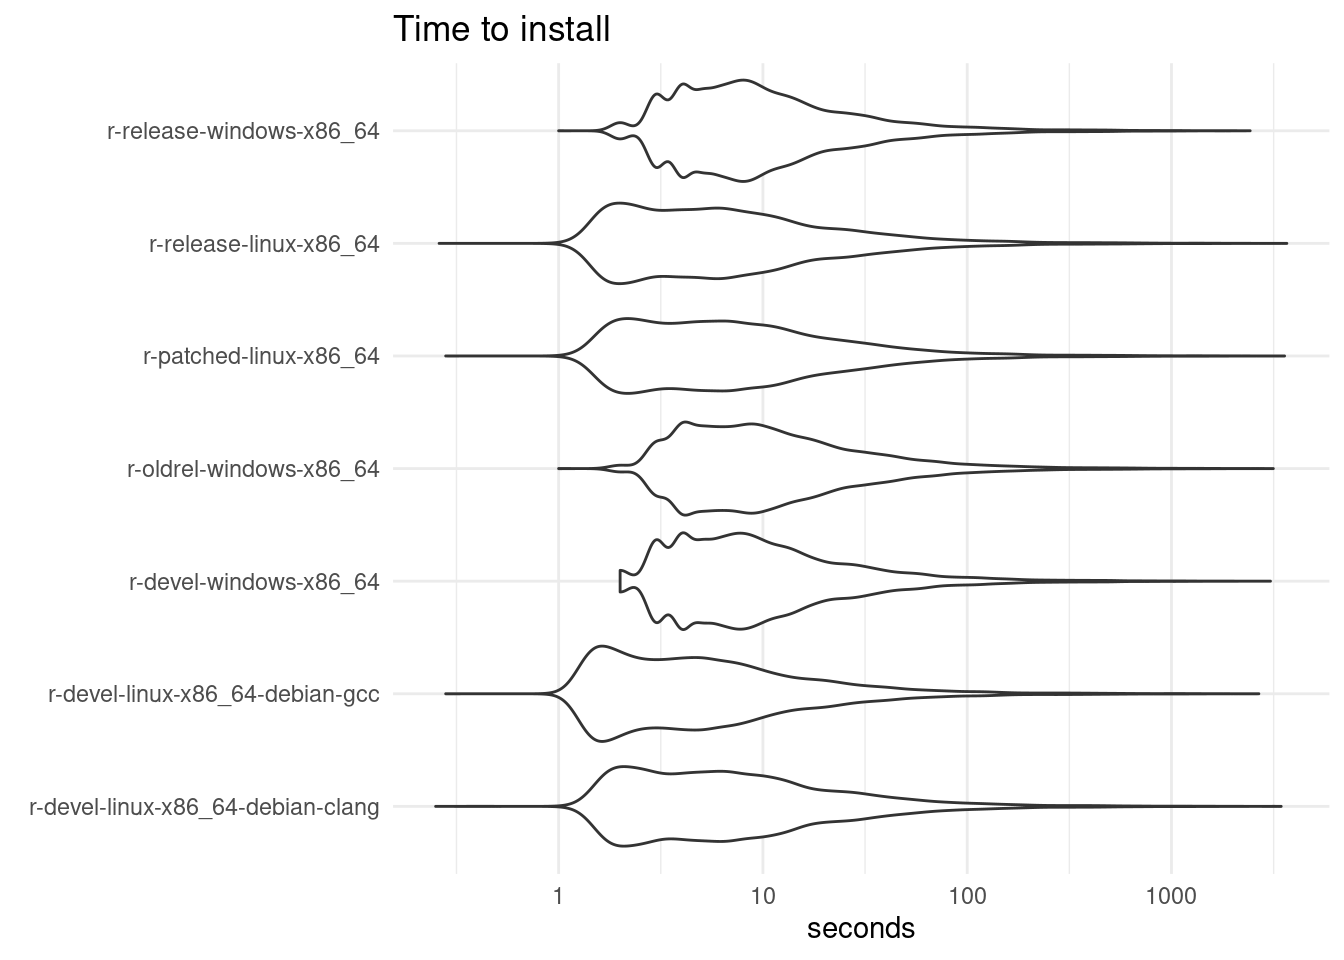 Time to install
r-release-windows-x86_64
r-release-linux-x86_64
r-patched-linux-x86_64
r-oldrel-windows-x86_64
r-devel-windows-x86_64
r-devel-linux-x86_64-debian-gcc
r-devel-linux-x86_64-debian-clang
1 10 100 1000
seconds